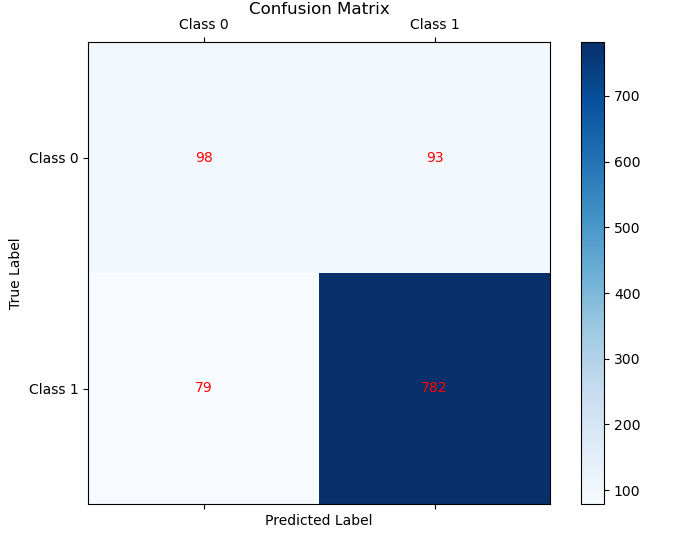 Confusion Matrix
Class 0 Class 1
Class 0 98 93
Class 1 79 782
True Label
Predicted Label
700
600
500
400
300
200
100